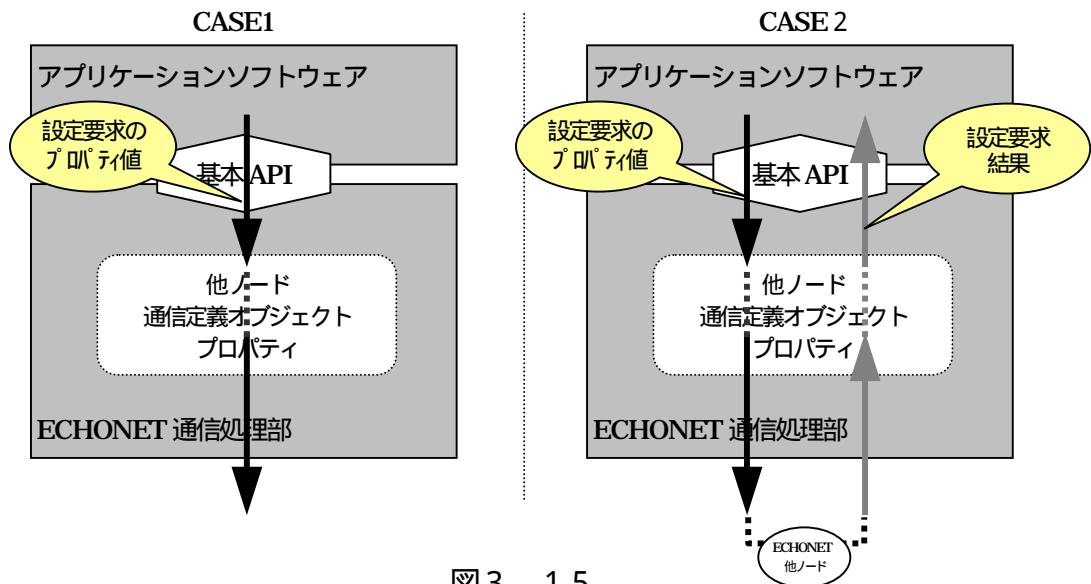 CASE1
アプリケーションソフトウェア
設定要求の
プロパティ値
基本 API
他ノード
通信定義オブジェクト
プロパティ
ECHONET 通信処理部
CASE 2
アプリケーションソフトウェア
設定要求の
プロパティ値
基本 API
設定要求
結果
他ノード
通信定義オブジェクト
プロパティ
ECHONET 通信処理部
ECHONET
他ノード
図3 15